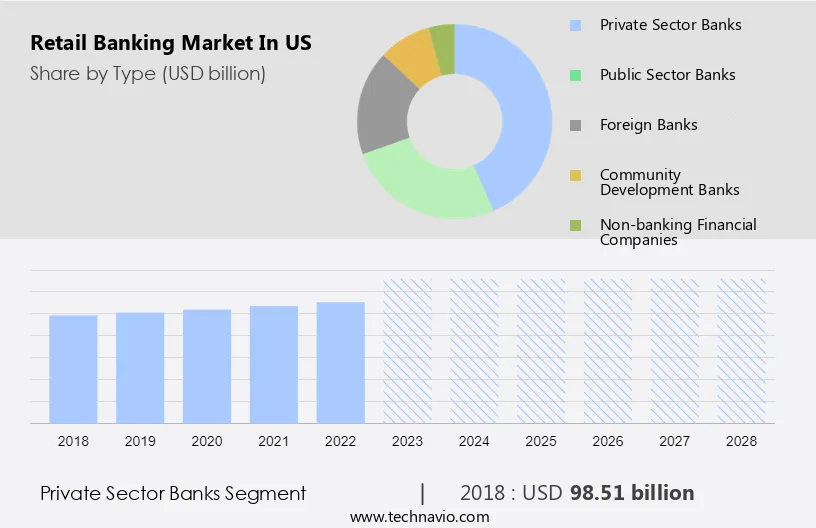 Retail Banking Market In US
Share by Type (USD billion)
Private Sector Banks
Public Sector Banks
Foreign Banks
Community
Development Banks
Non-banking Financial
Companies
2018 2019 2020 2021 2022 2023 2024 2025 2026 2027 2028
Private Sector Banks Segment | 2018 : USD 98.51 billion
www.technavio.com